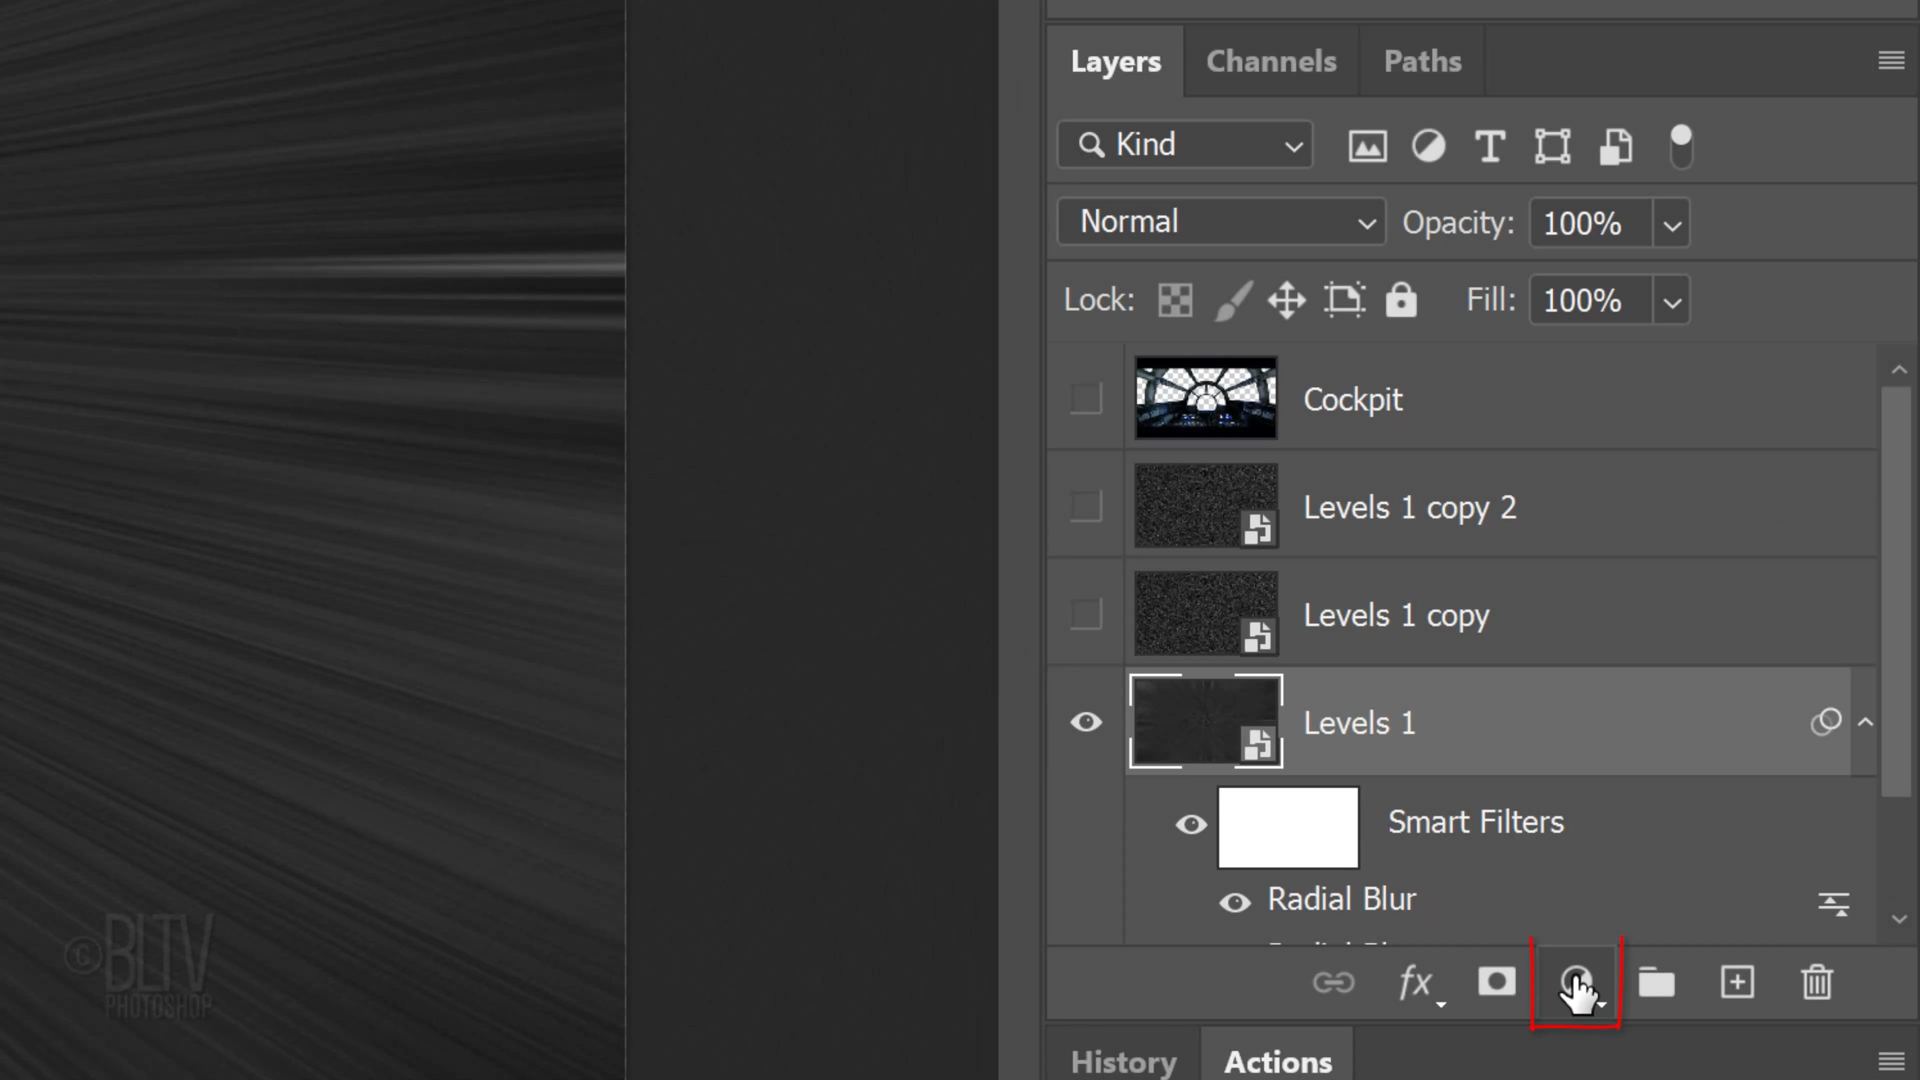 Layers Channels Paths
Kind
Normal Opacity: 100%
Lock: Fill: 100%
Cockpit
Levels 1 copy 2
Levels 1 copy
Levels 1
Smart Filters
Radial Blur
fx
History Actions
© BLTV
PHOTOSHOP